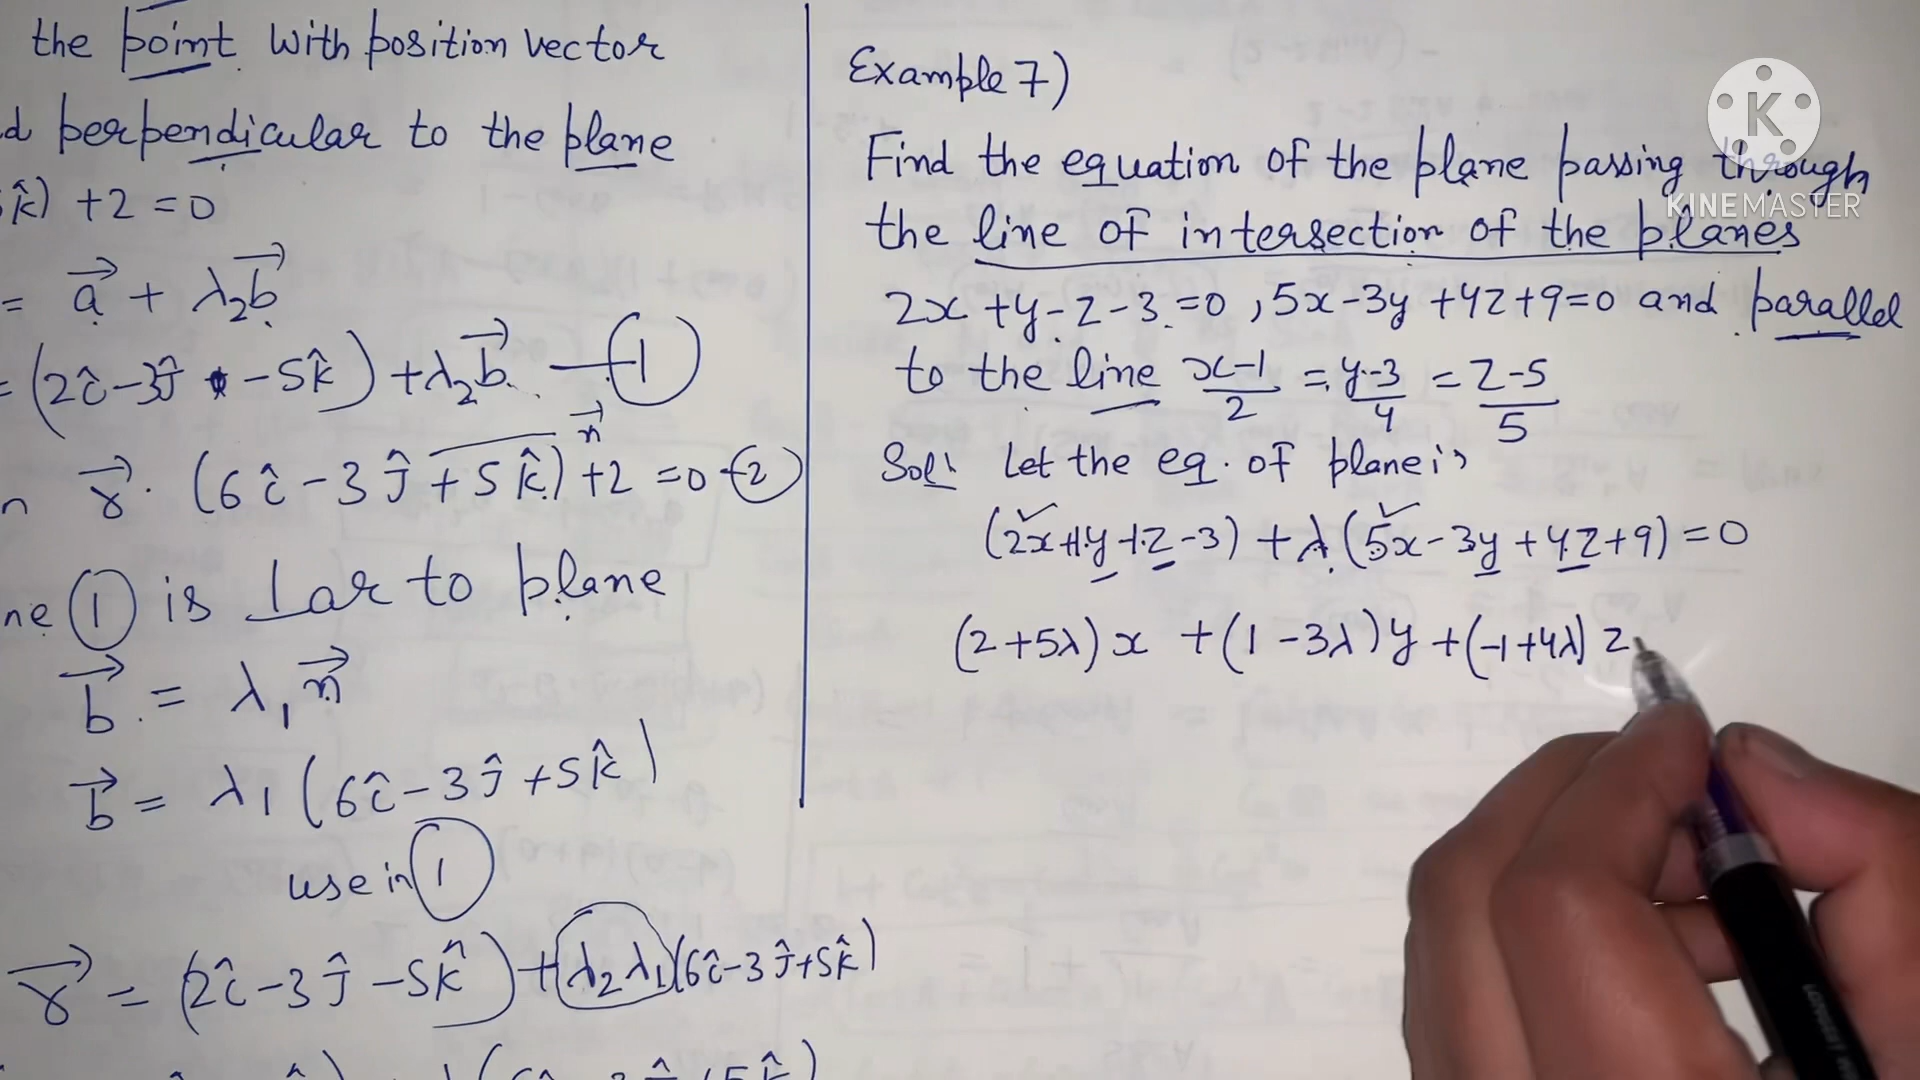 the point with position vector
d perpendicular to the plane
k̂) +2 = 0
= a⃗ + λ₂b⃗
= (2î - 3ĵ - 5k̂) + λ₂b⃗ — ①
n⃗
n r⃗. (6î - 3ĵ + 5k̂) + 2 = 0 - ②
ne ① is ⊥ar to plane
b⃗ = λ₁n⃗
b⃗ = λ₁(6î - 3ĵ + 5k̂)
use in ①
r⃗ = (2î - 3ĵ - 5k̂) + λ₂λ₁(6î - 3ĵ + 5k̂)
Example 7)
Find the equation of the plane passing through
the line of intersection of the planes
2x + y - z - 3 = 0 , 5x - 3y + 4z + 9 = 0 and parallel
to the line (x-1)/2 = (y-3)/4 = (z-5)/5
Sol: Let the eq. of plane is
(2x + 1.y + z - 3) + λ(5x - 3y + 4z + 9) = 0
(2 + 5λ)x + (1 - 3λ)y + (-1 + 4λ)z
K
KINEMASTER